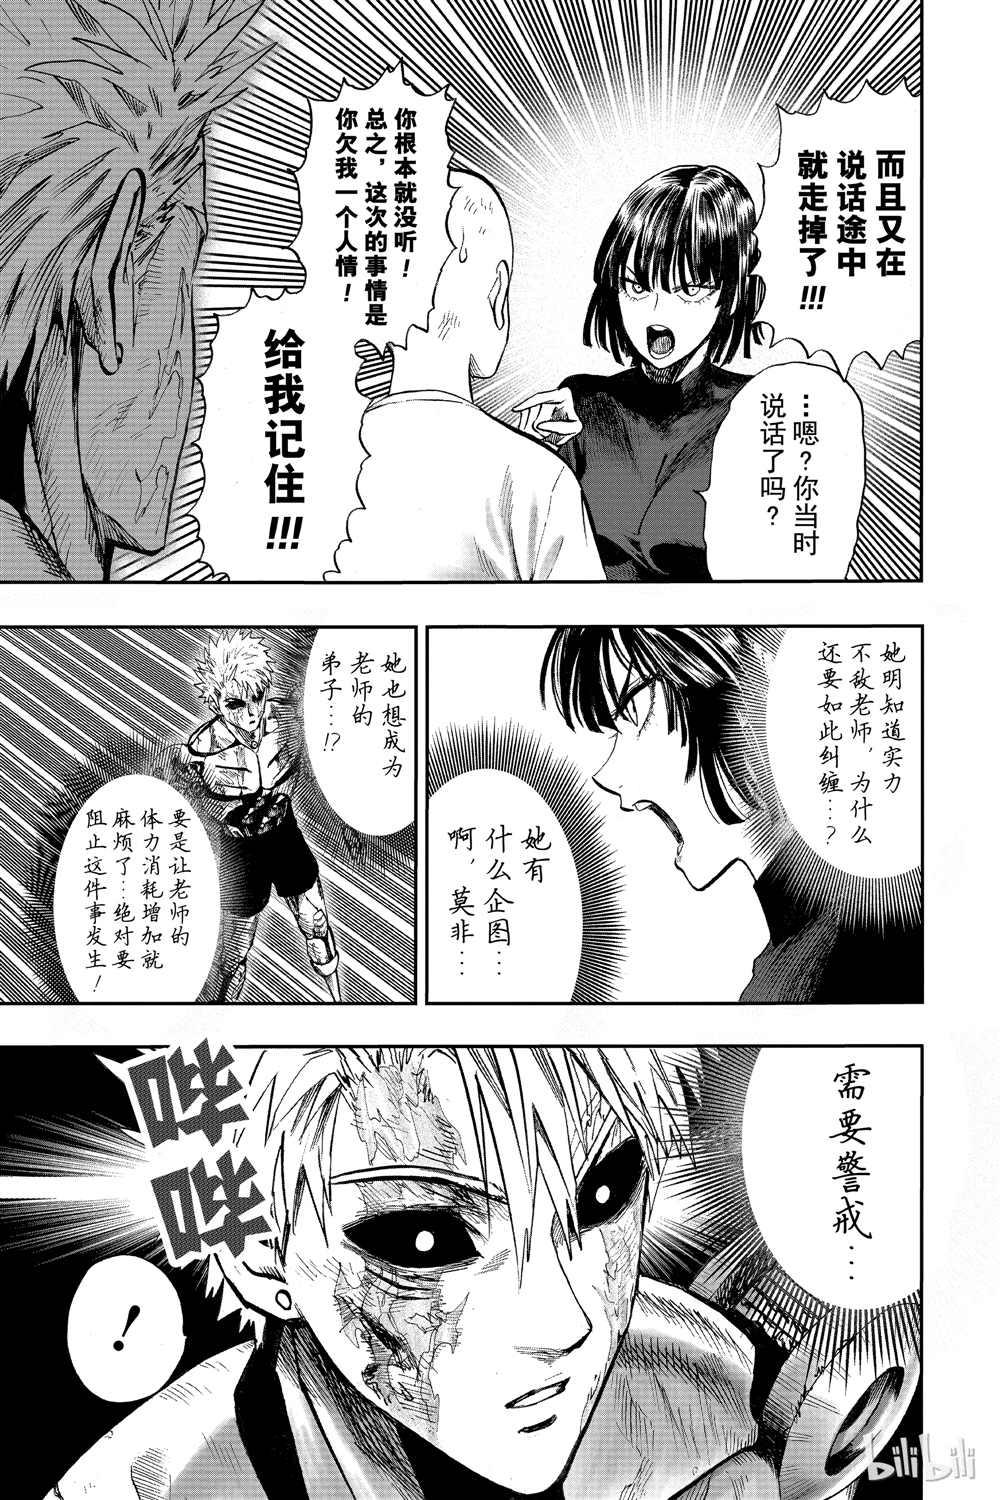 而且又在
说话途中
就走掉了!!!
…嗯?你当时
说话了吗?
你根本就没听!
总之,这次的事情是
你欠我一个人情!
给我记住!!!
她明知道实力
不敌老师,为什么
还要如此纠缠…?
她有
什么企图…
啊,莫非…
她也想成为
老师的
弟子…!?
要是让老师的
体力消耗增加就
麻烦了…绝对要
阻止这件事发生!
需要警戒…
!
bilibili